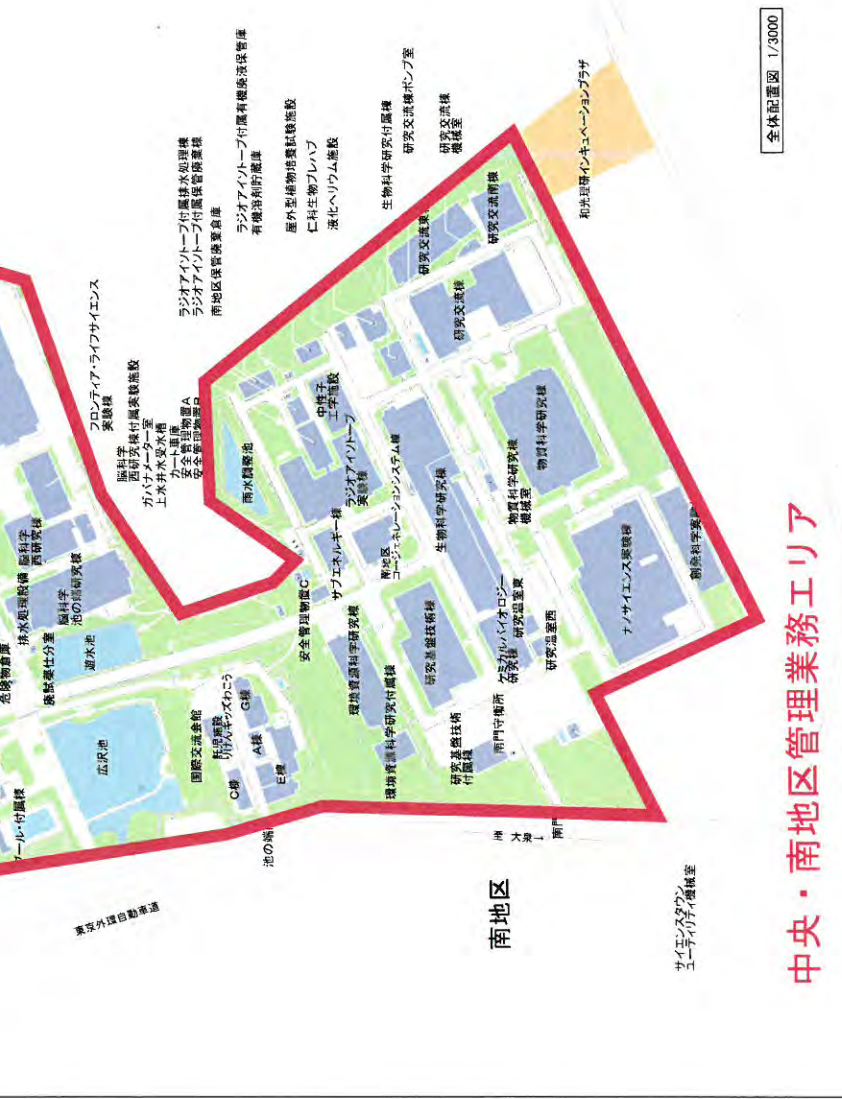 全体配置図 1/3000
和光理研インキュベーションプラザ
研究交流棟
機械室
研究交流棟ポンプ室
生物科学研究付属棟
液化ヘリウム施設
仁科生物プレハブ
屋外型植物培養試験施設
有機溶剤貯蔵庫
ラジオアイソトープ付属有機廃液保管庫
南地区保管廃棄倉庫
ラジオアイソトープ付属保管廃棄棟
ラジオアイソトープ付属排水処理棟
フロンティア・ライフサイエンス
実験棟
脳科学
西研究棟付属実験施設
ガバナメーター室
上水井水受水槽
カート車庫
安全管理物置A
安全管理物置B
研究交流東
研究交流南棟
研究交流棟
中性子
工学施設
雨水調整池
ラジオアイソトープ
実験棟
サブエネルギー棟
南地区
コージェネレーションシステム棟
生物科学研究棟
物質科学研究棟
機械室
物質科学研究棟
ナノサイエンス実験棟
創発科学実
安全管理物置C
環境資源科学研究棟
環境資源科学研究付属棟
研究基盤技術棟
研究基盤技術
付属棟
南門守衛所
ケミカルバイオロジー
研究棟
研究温室東
研究温室西
脳科学
西研究棟
排水処理設備
脳科学
池の端研究棟
危険物倉庫
廃試薬仕分室
遊水池
広沢池
プール・付属棟
国際交流会館
託児施設
りけんキッズわこう
G棟
A棟
C棟
E棟
池の端
東京外環自動車道
南門
南地区
サイエンスタウン
ユーティリティ機械室
中央・南地区管理業務エリア